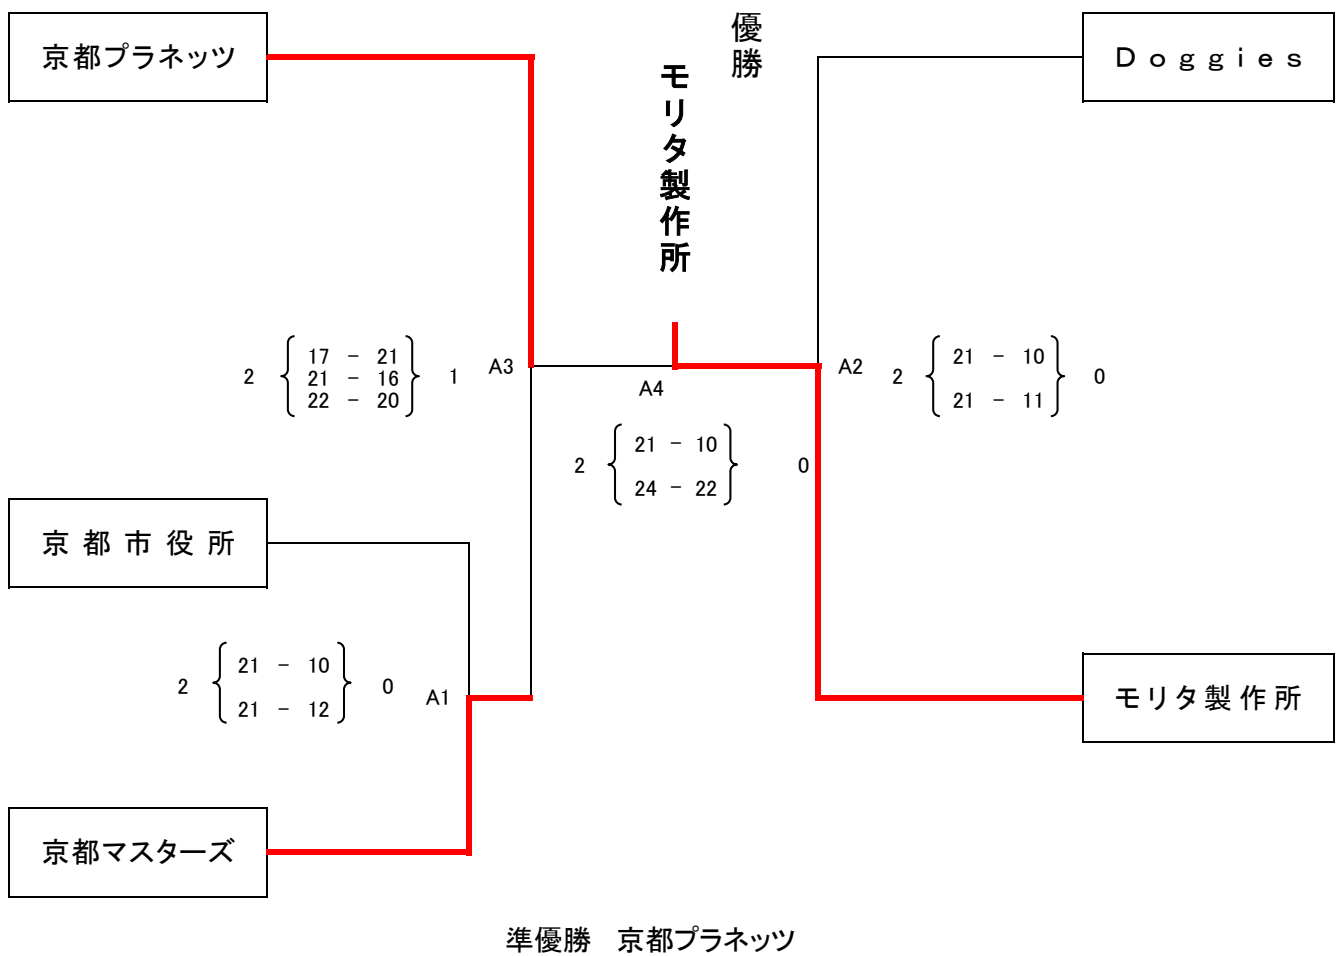 優勝
モリタ製作所
京都プラネッツ
Ｄｏｇｇｉｅｓ
2 17 － 21 1 A3
21 － 16
22 － 20
A2 2 21 － 10 0
21 － 11
A4
2 21 － 10 0
24 － 22
京都市役所
2 21 － 10 0 A1
21 － 12
モリタ製作所
京都マスターズ
準優勝　京都プラネッツ